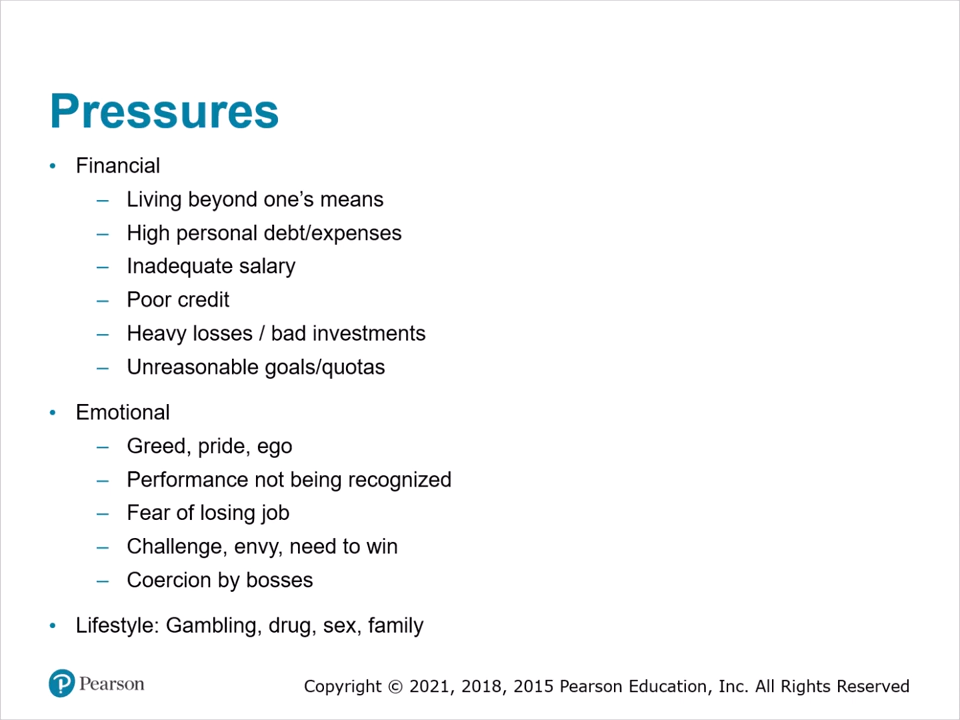 Pressures
• Financial
– Living beyond one’s means
– High personal debt/expenses
– Inadequate salary
– Poor credit
– Heavy losses / bad investments
– Unreasonable goals/quotas
• Emotional
– Greed, pride, ego
– Performance not being recognized
– Fear of losing job
– Challenge, envy, need to win
– Coercion by bosses
• Lifestyle: Gambling, drug, sex, family
P Pearson
Copyright © 2021, 2018, 2015 Pearson Education, Inc. All Rights Reserved